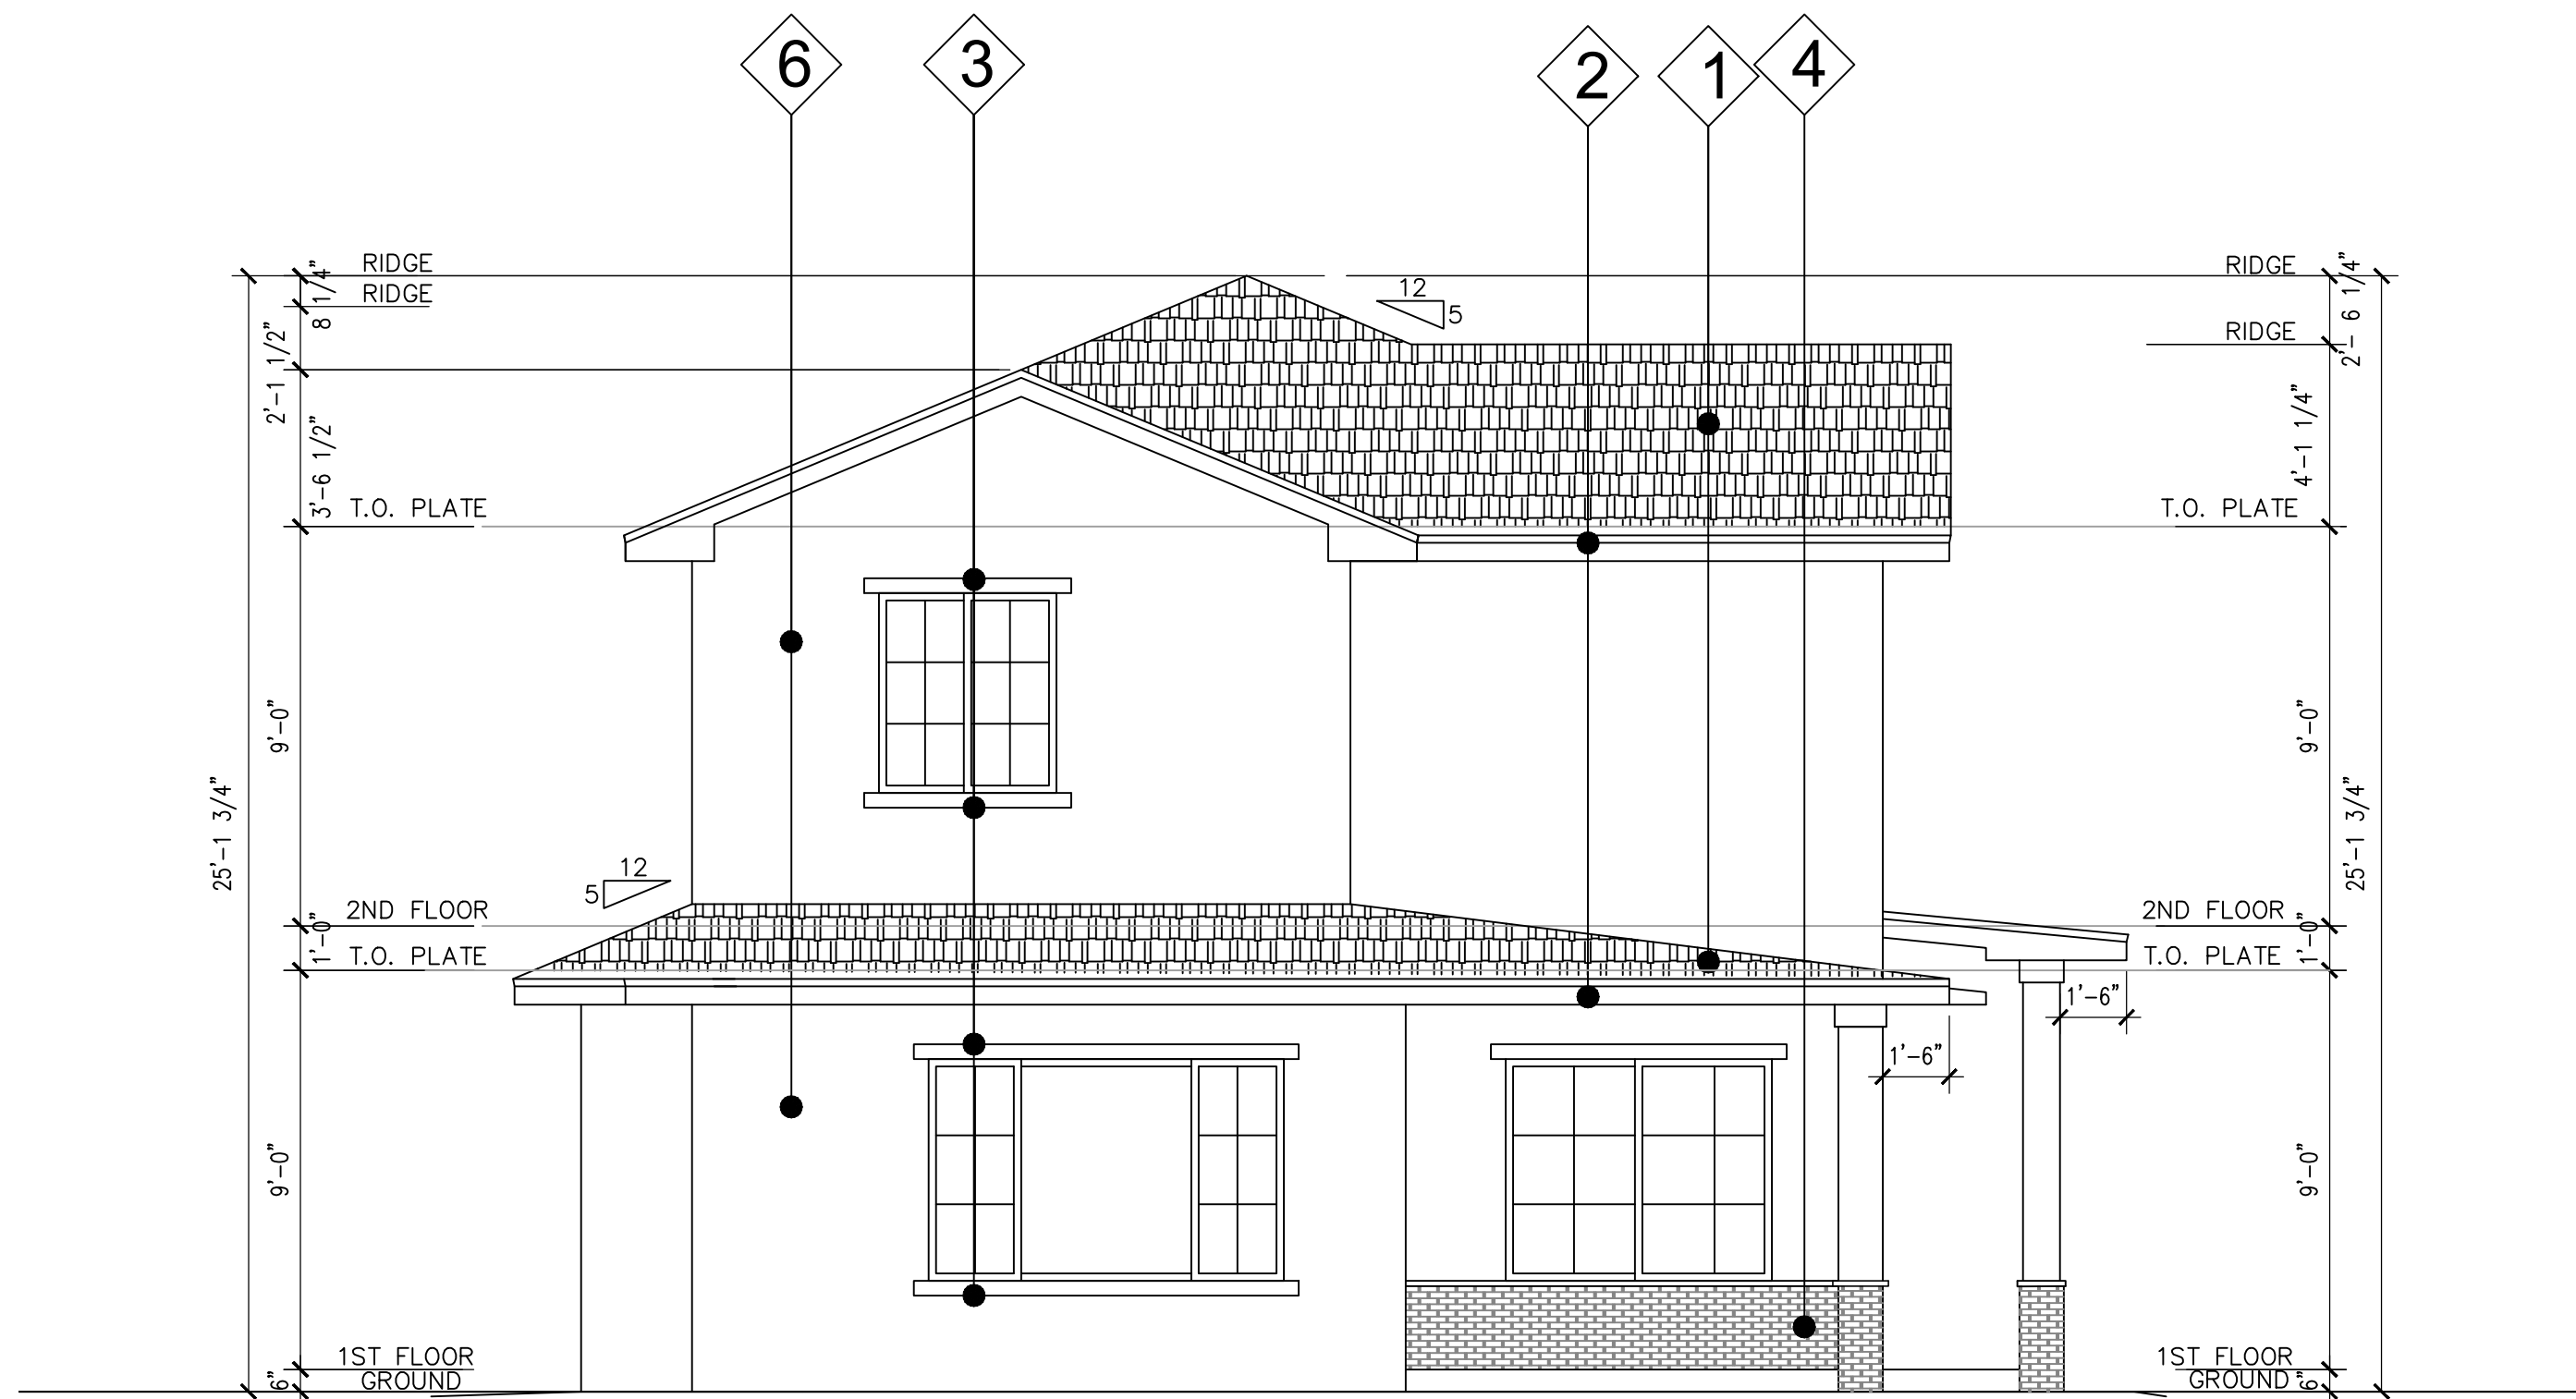 6
3
2
1
4
RIDGE
RIDGE
8 1/4"
2'-1 1/2"
3'-6 1/2"
T.O. PLATE
9'-0"
25'-1 3/4"
2ND FLOOR
1'-0"
T.O. PLATE
9'-0"
1ST FLOOR
GROUND
6"
12
5
12
5
RIDGE
2'- 6 1/4"
RIDGE
4'-1 1/4"
T.O. PLATE
9'-0"
25'-1 3/4"
2ND FLOOR
1'-0"
T.O. PLATE
1'-6"
1'-6"
9'-0"
1ST FLOOR
GROUND
6"